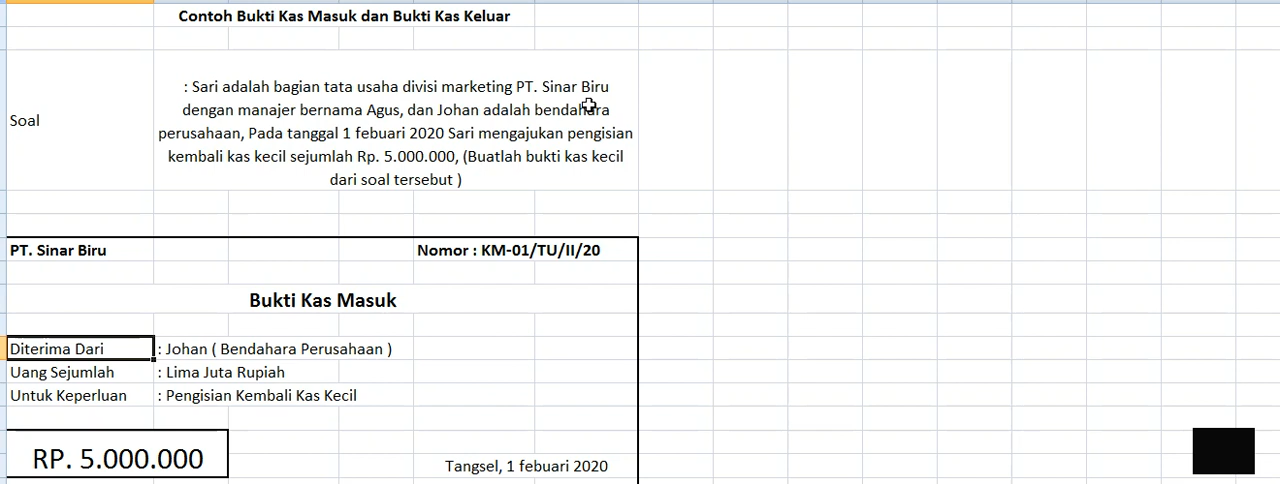 Contoh Bukti Kas Masuk dan Bukti Kas Keluar
Soal
: Sari adalah bagian tata usaha divisi marketing PT. Sinar Biru
dengan manajer bernama Agus, dan Johan adalah bendahara
perusahaan, Pada tanggal 1 febuari 2020 Sari mengajukan pengisian
kembali kas kecil sejumlah Rp. 5.000.000, (Buatlah bukti kas kecil
dari soal tersebut )
PT. Sinar Biru Nomor : KM-01/TU/II/20
Bukti Kas Masuk
Diterima Dari : Johan ( Bendahara Perusahaan )
Uang Sejumlah : Lima Juta Rupiah
Untuk Keperluan : Pengisian Kembali Kas Kecil
RP. 5.000.000
Tangsel, 1 febuari 2020